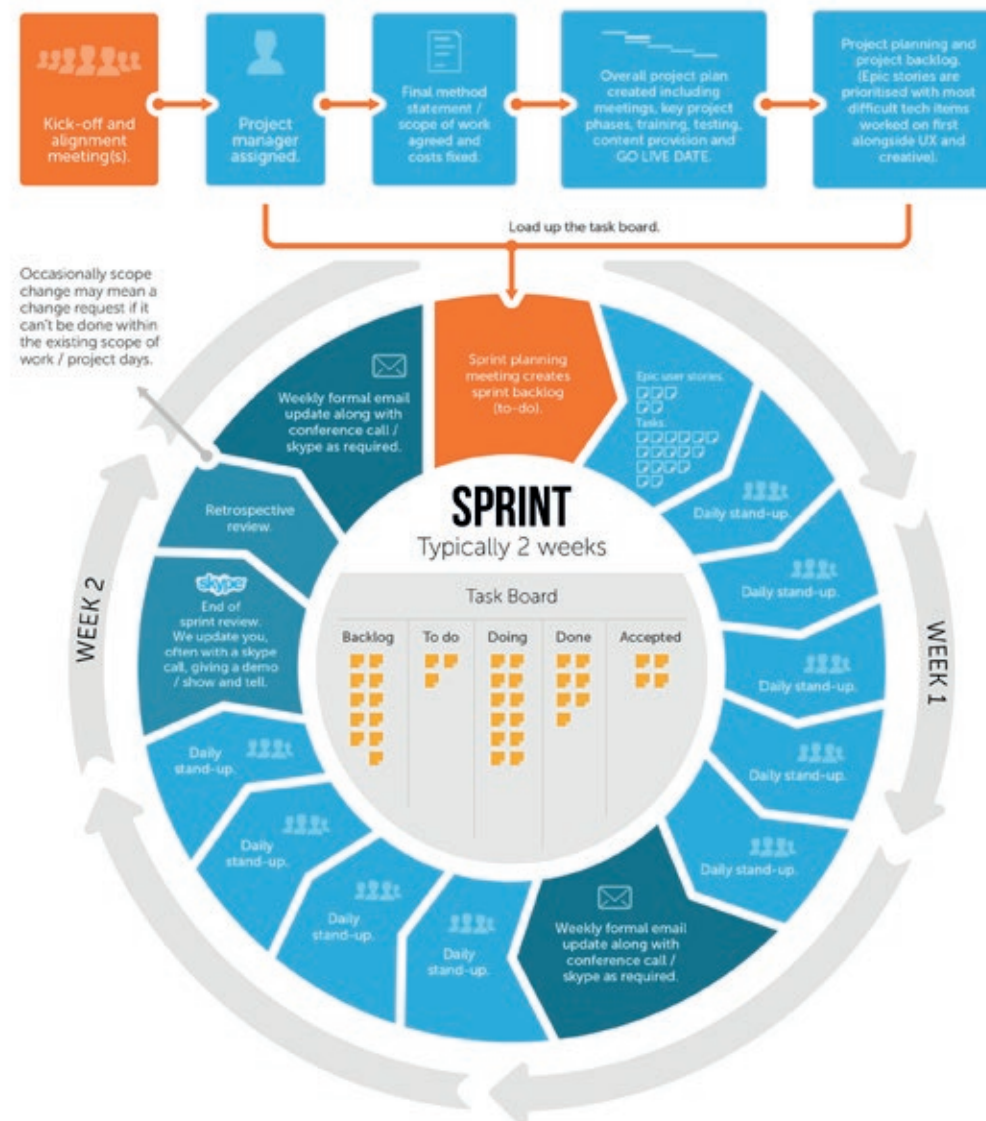 Kick-off and
alignment
meeting(s).
Project
manager
assigned.
Final method
statement /
scope of work
agreed and
costs fixed.
Overall project plan
created including
meetings, key project
phases, training, testing,
content provision and
GO LIVE DATE.
Project planning and
project backlog.
(Epic stories are
prioritised with most
difficult tech items
worked on first
alongside UX and
creative).
Load up the task board.
Occasionally scope
change may mean a
change request if it
can't be done within
the existing scope of
work / project days.
Sprint planning
meeting creates
sprint backlog
(to-do).
Epic user stories.
Tasks.
Daily stand-up.
Daily stand-up.
Daily stand-up.
Daily stand-up.
Daily stand-up.
WEEK 1
Weekly formal email
update along with
conference call /
skype as required.
Daily
stand-up.
Daily
stand-up.
Daily
stand-up.
Daily
stand-up.
skype
End of
sprint review.
We update you,
often with a skype
call, giving a demo
/ show and tell.
Retrospective
review.
WEEK 2
Weekly formal email
update along with
conference call /
skype as required.
SPRINT
Typically 2 weeks
Task Board
Backlog To do Doing Done Accepted